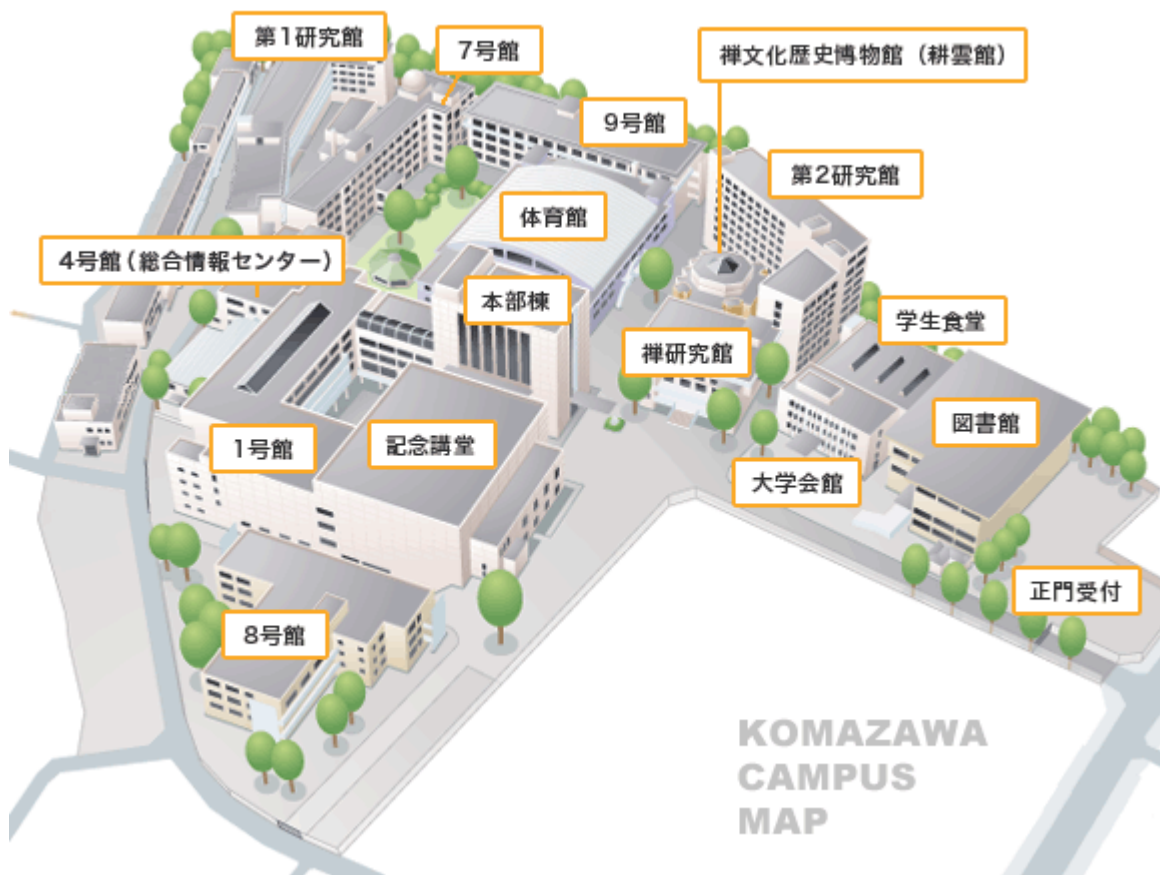 第1研究館
7号館
禅文化歴史博物館（耕雲館）
9号館
第2研究館
体育館
4号館（総合情報センター）
本部棟
学生食堂
禅研究館
図書館
1号館
記念講堂
大学会館
正門受付
8号館
KOMAZAWA
CAMPUS
MAP